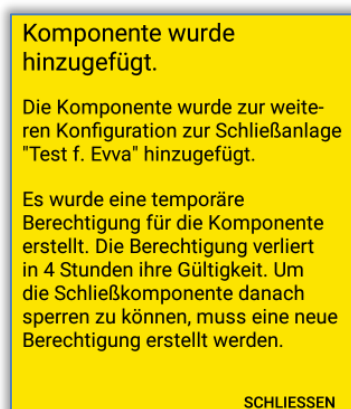 Komponente wurde
hinzugefügt.
Die Komponente wurde zur weite-
ren Konfiguration zur Schließanlage
"Test f. Evva" hinzugefügt.
Es wurde eine temporäre
Berechtigung für die Komponente
erstellt. Die Berechtigung verliert
in 4 Stunden ihre Gültigkeit. Um
die Schließkomponente danach
sperren zu können, muss eine neue
Berechtigung erstellt werden.
SCHLIESSEN